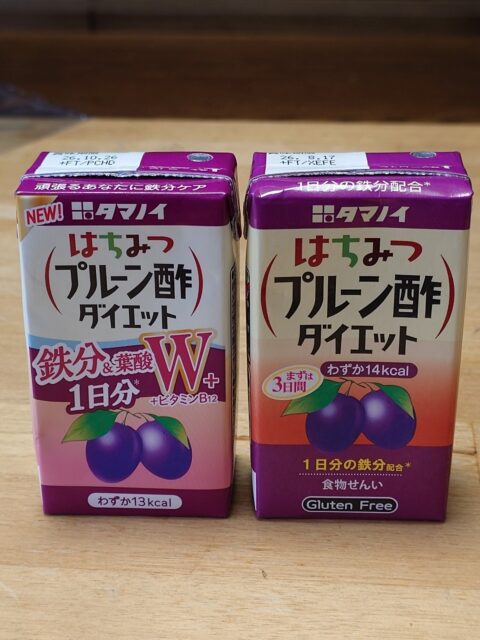 26.10.26
+FT/PCHD
頑張るあなたに鉄分ケア
NEW!
タマノイ
はちみつ
プルーン酢
ダイエット
鉄分&葉酸
W+
1日分*
+ビタミンB12
わずか13kcal
+FT/XEFE
1日分の鉄分配合*
タマノイ
はちみつ
プルーン酢
ダイエット
わずか14kcal
まずは
3日間
1日分の鉄分配合*
食物せんい
Gluten Free